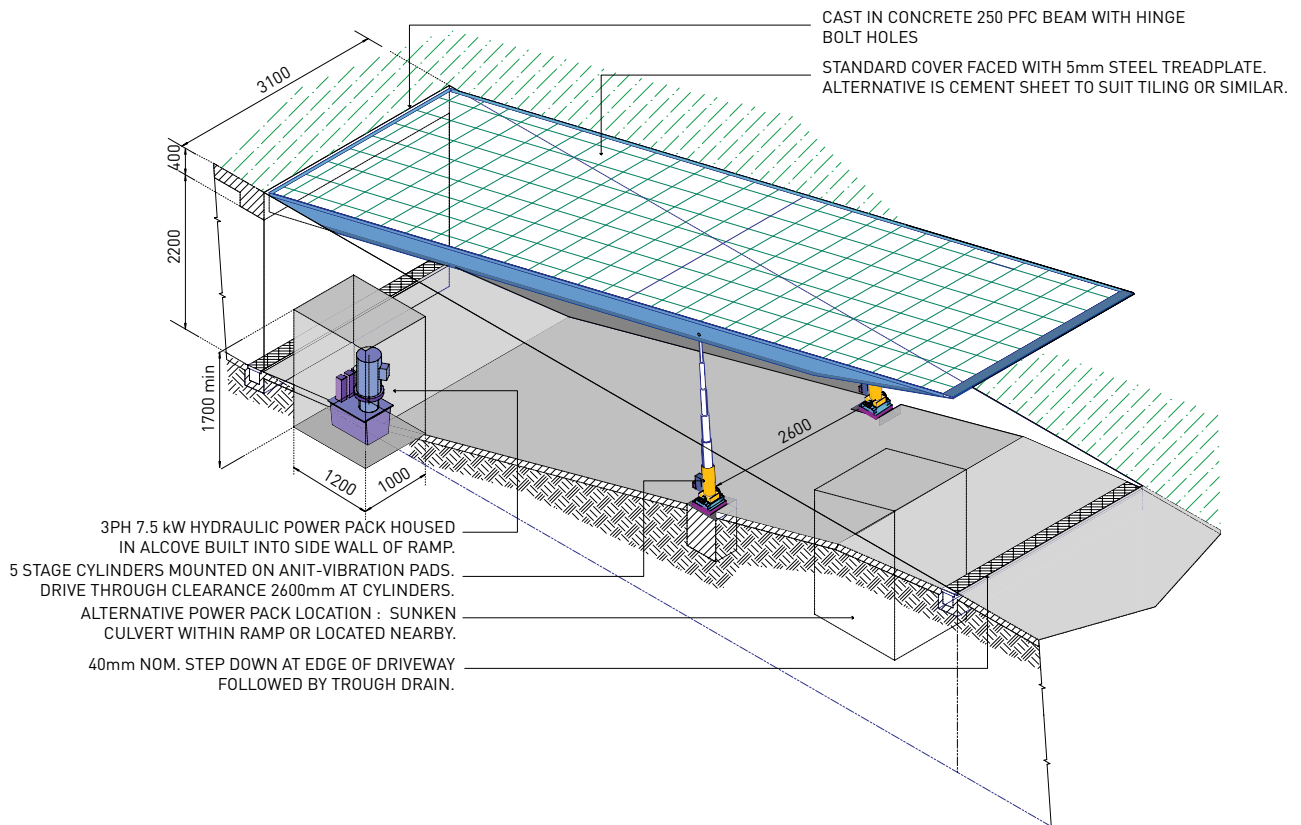 CAST IN CONCRETE 250 PFC BEAM WITH HINGE
BOLT HOLES
STANDARD COVER FACED WITH 5mm STEEL TREADPLATE.
ALTERNATIVE IS CEMENT SHEET TO SUIT TILING OR SIMILAR.
3100
400
2200
1700 min
1200
1000
2600
3PH 7.5 kW HYDRAULIC POWER PACK HOUSED
IN ALCOVE BUILT INTO SIDE WALL OF RAMP.
5 STAGE CYLINDERS MOUNTED ON ANIT-VIBRATION PADS.
DRIVE THROUGH CLEARANCE 2600mm AT CYLINDERS.
ALTERNATIVE POWER PACK LOCATION : SUNKEN
CULVERT WITHIN RAMP OR LOCATED NEARBY.
40mm NOM. STEP DOWN AT EDGE OF DRIVEWAY
FOLLOWED BY TROUGH DRAIN.